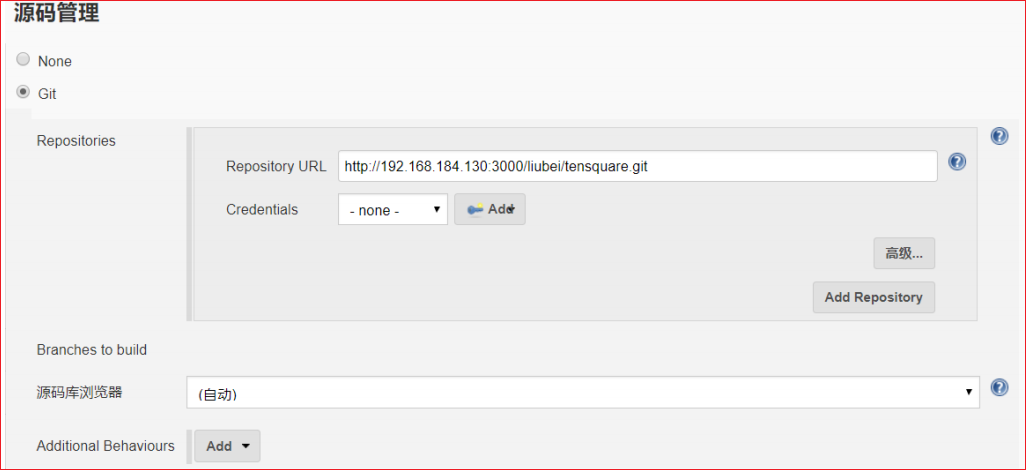 源码管理
None
Git
Repositories
Repository URL
http://192.168.184.130:3000/liubei/tensquare.git
Credentials
- none -
Add
高级...
Add Repository
Branches to build
源码库浏览器
(自动)
Additional Behaviours
Add